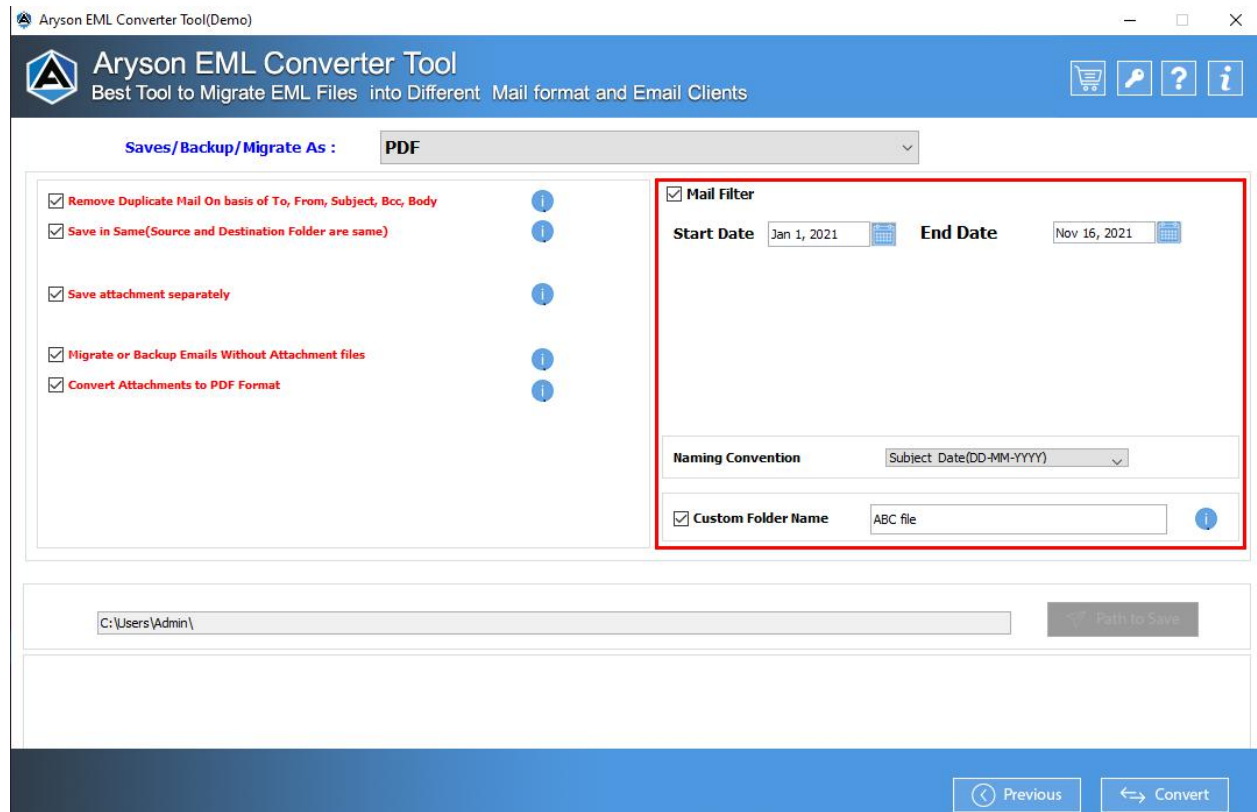 Aryson EML Converter Tool(Demo)
Aryson EML Converter Tool
Best Tool to Migrate EML Files into Different Mail format and Email Clients
Saves/Backup/Migrate As :
PDF
Remove Duplicate Mail On basis of To, From, Subject, Bcc, Body
Save in Same(Source and Destination Folder are same)
Save attachment separately
Migrate or Backup Emails Without Attachment files
Convert Attachments to PDF Format
Mail Filter
Start Date Jan 1, 2021 End Date Nov 16, 2021
Naming Convention Subject Date(DD-MM-YYYY)
Custom Folder Name ABC file
C:\Users\Admin\ Path to Save
Previous Convert